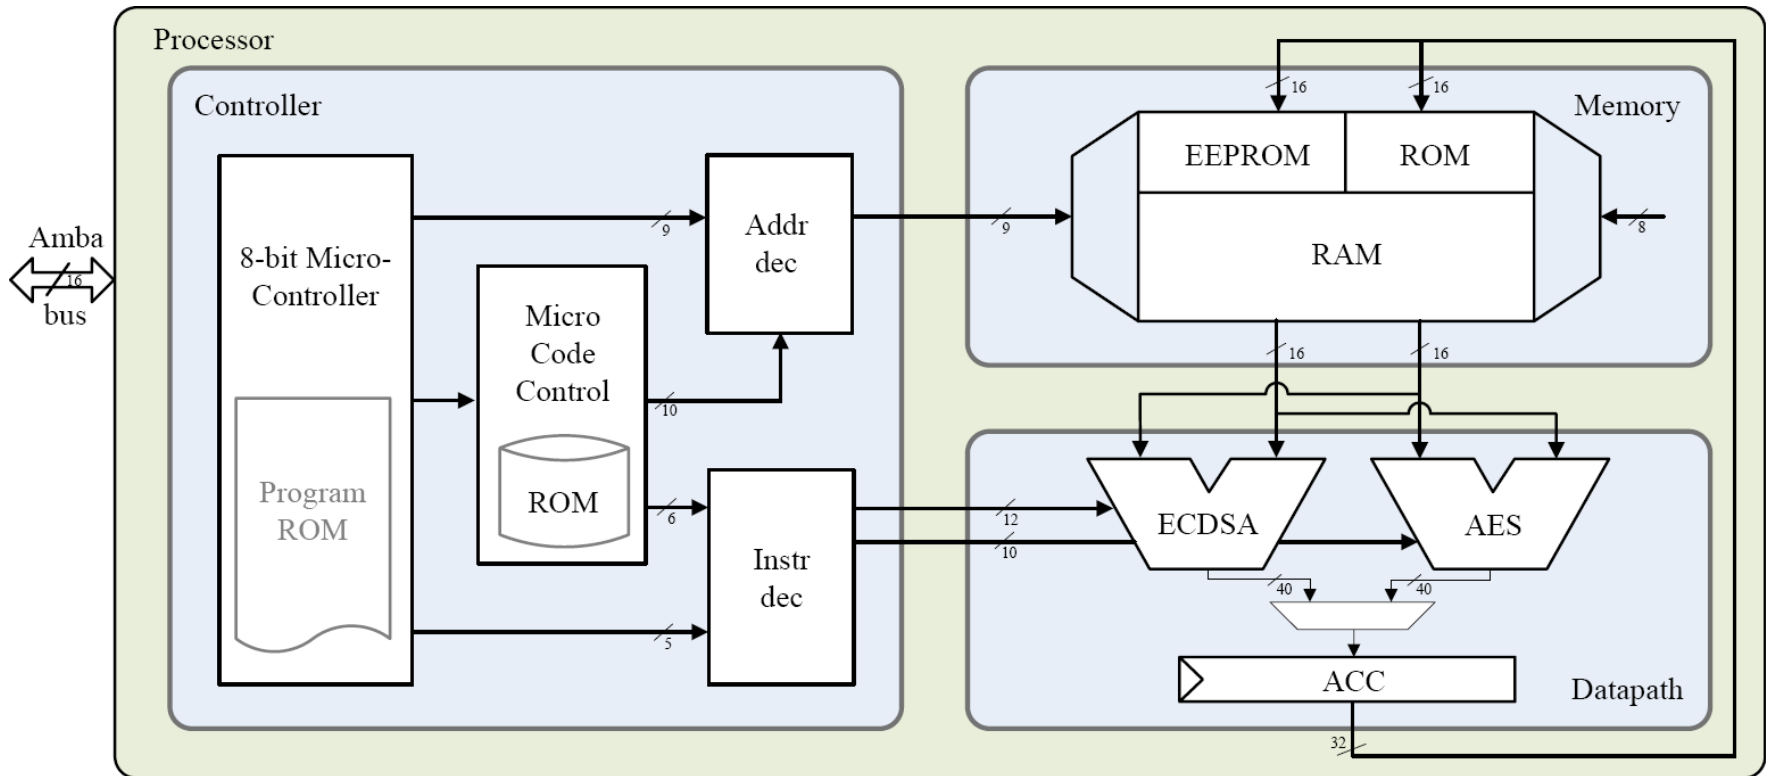 Processor
Controller
Memory
16
16
EEPROM
ROM
RAM
8
Amba
16
bus
8-bit Micro-
Controller
Program
ROM
9
Addr
dec
9
Micro
Code
Control
ROM
10
6
5
Instr
dec
12
10
16
16
ECDSA
AES
40
40
ACC
Datapath
32